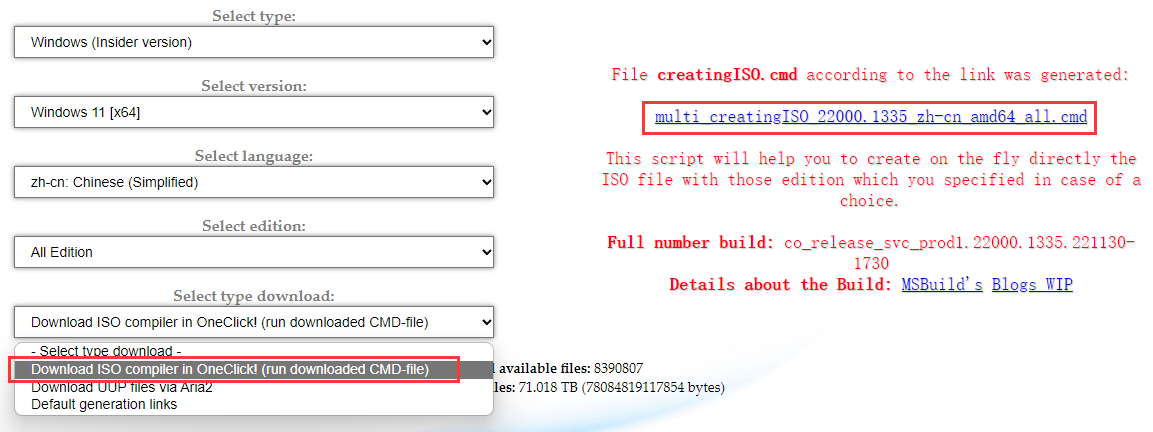 Select type:
Windows (Insider version)
Select version:
Windows 11 [x64]
Select language:
zh-cn: Chinese (Simplified)
Select edition:
All Edition
Select type download:
Download ISO compiler in OneClick! (run downloaded CMD-file)
- Select type download -
Download ISO compiler in OneClick! (run downloaded CMD-file)
Download UUP files via Aria2
Default generation links
available files: 8390807
les: 71.018 TB (78084819117854 bytes)
File creatingISO.cmd according to the link was generated:
multi_creatingISO_22000.1335_zh-cn_amd64_all.cmd
This script will help you to create on the fly directly the
ISO file with those edition which you specified in case of a
choice.
Full number build: co_release_svc_prod1.22000.1335.221130-
1730
Details about the Build: MSBuild's Blogs WIP